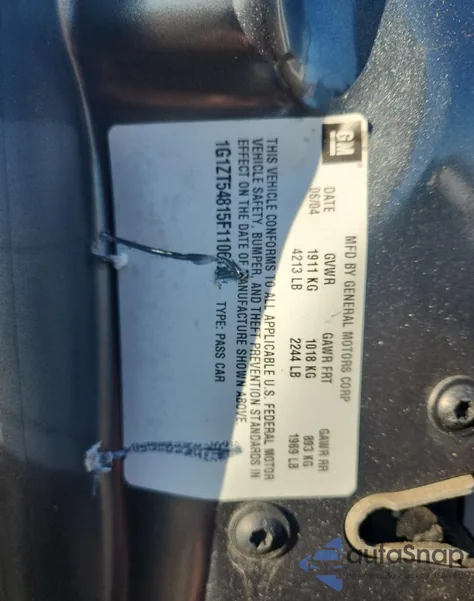 GM
MFD BY GENERAL MOTORS CORP
DATE GVWR GAWR FRT GAWR RR
06/04 1911 KG 1018 KG 893 KG
4213 LB 2244 LB 1969 LB
THIS VEHICLE CONFORMS TO ALL APPLICABLE U.S. FEDERAL MOTOR
VEHICLE SAFETY, BUMPER, AND THEFT PREVENTION STANDARDS IN
EFFECT ON THE DATE OF MANUFACTURE SHOWN ABOVE
TYPE: PASS CAR
autoSnap